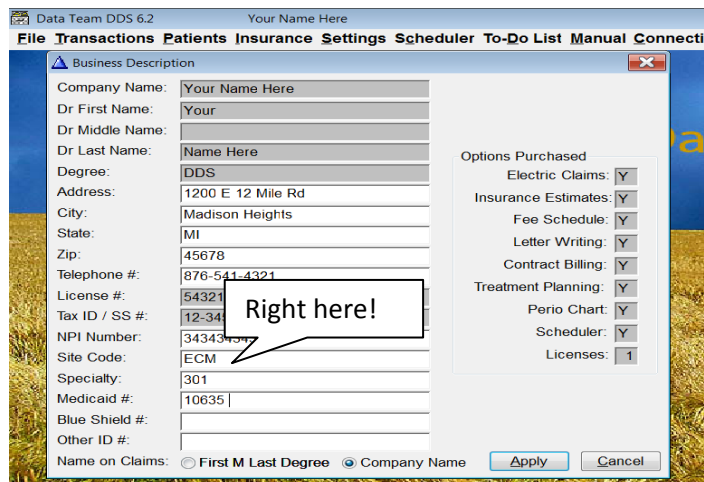 Data Team DDS 6.2 Your Name Here
File Transactions Patients Insurance Settings Scheduler To-Do List Manual
Business Description
Company Name: Your Name Here
Dr First Name: Your
Dr Middle Name:
Dr Last Name: Name Here
Degree: DDS
Address: 1200 E 12 Mile Rd
City: Madison Heights
State: MI
Zip: 45678
Telephone #: 876-541-4321
License #: 54321
Tax ID / SS #:
NPI Number:
Site Code: ECM
Specialty: 301
Medicaid #: 10635
Blue Shield #:
Other ID #:
Name on Claims: First M Last Degree Company Name
Right here!
Options Purchased
Electric Claims: Y
Insurance Estimates: Y
Fee Schedule: Y
Letter Writing: Y
Contract Billing: Y
Treatment Planning: Y
Perio Chart: Y
Scheduler: Y
Licenses: 1
Apply Cancel